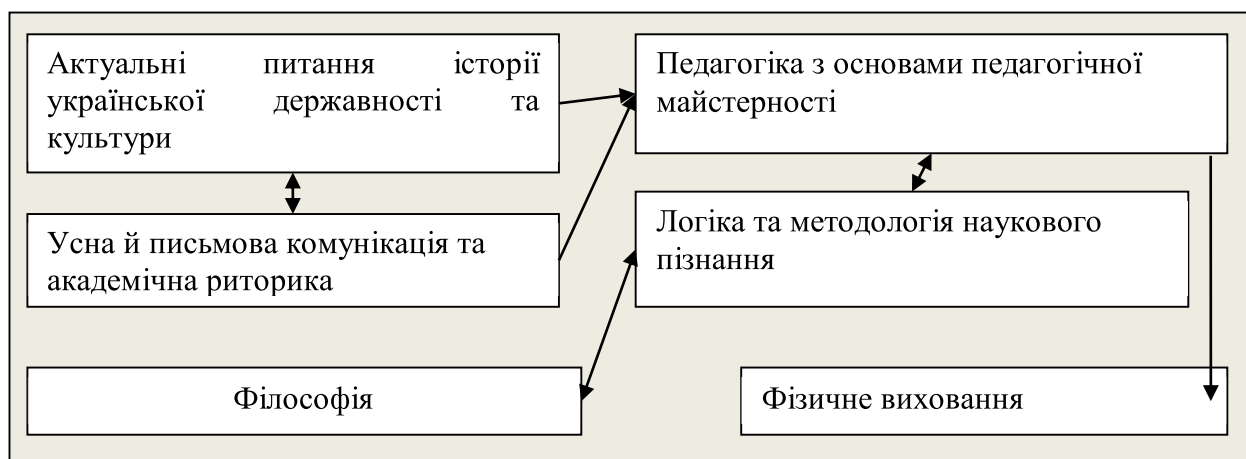 Актуальні питання історії
української державності та
культури
Педагогіка з основами педагогічної
майстерності
Усна й письмова комунікація та
академічна риторика
Логіка та методологія наукового
пізнання
Філософія
Фізичне виховання